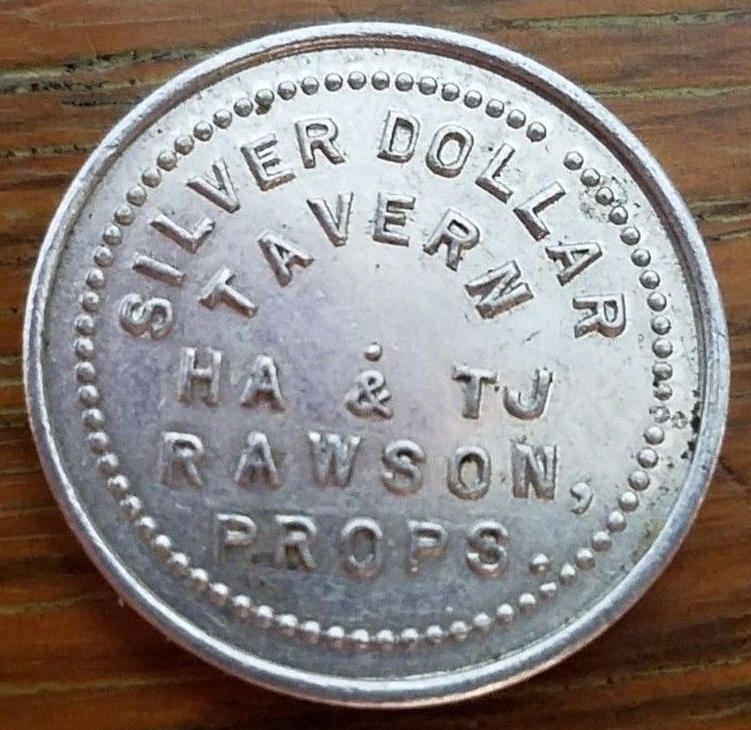 SILVER DOLLAR
TAVERN
HA & TJ
RAWSON,
PROPS.